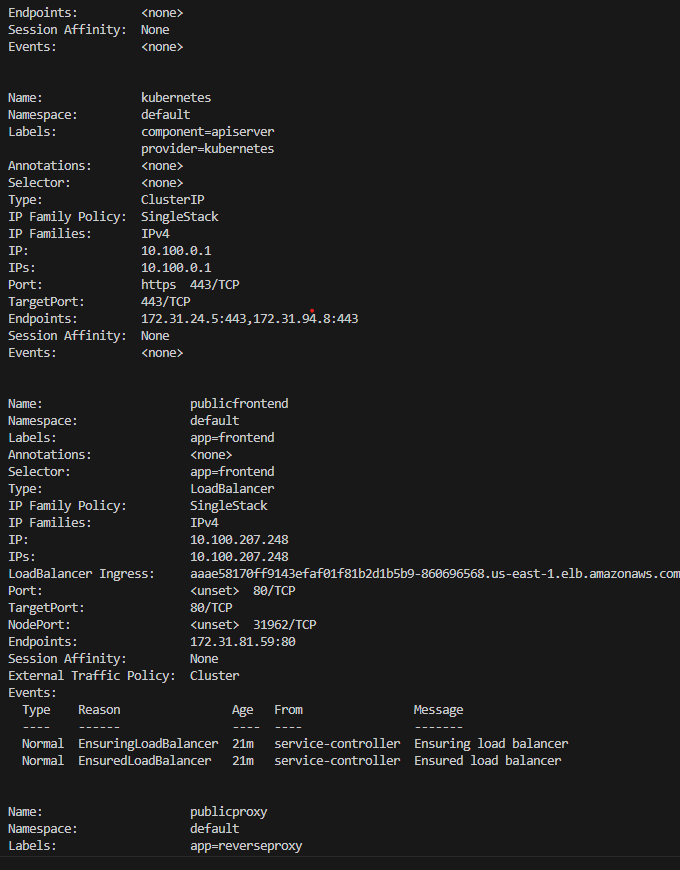 Endpoints:         <none>
Session Affinity:  None
Events:            <none>
Name:              kubernetes
Namespace:         default
Labels:            component=apiserver
                   provider=kubernetes
Annotations:       <none>
Selector:          <none>
Type:              ClusterIP
IP Family Policy:  SingleStack
IP Families:       IPv4
IP:                10.100.0.1
IPs:               10.100.0.1
Port:              https  443/TCP
TargetPort:        443/TCP
Endpoints:         172.31.24.5:443,172.31.94.8:443
Session Affinity:  None
Events:            <none>
Name:                     publicfrontend
Namespace:                default
Labels:                   app=frontend
Annotations:              <none>
Selector:                 app=frontend
Type:                     LoadBalancer
IP Family Policy:         SingleStack
IP Families:              IPv4
IP:                       10.100.207.248
IPs:                      10.100.207.248
LoadBalancer Ingress:     aaae58170ff9143efaf01f81b2d1b5b9-860696568.us-east-1.elb.amazonaws.com
Port:                     <unset>  80/TCP
TargetPort:               80/TCP
NodePort:                 <unset>  31962/TCP
Endpoints:                172.31.81.59:80
Session Affinity:         None
External Traffic Policy:  Cluster
Events:
  Type    Reason                Age   From                Message
  ----    ------                ----  ----                -------
  Normal  EnsuringLoadBalancer  21m   service-controller  Ensuring load balancer
  Normal  EnsuredLoadBalancer   21m   service-controller  Ensured load balancer
Name:                     publicproxy
Namespace:                default
Labels:                   app=reverseproxy